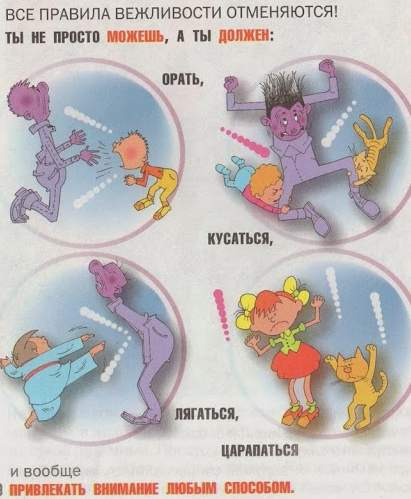 ВСЕ ПРАВИЛА ВЕЖЛИВОСТИ ОТМЕНЯЮТСЯ!
ТЫ НЕ ПРОСТО МОЖЕШЬ, А ТЫ ДОЛЖЕН:
ОРАТЬ,
КУСАТЬСЯ,
ЛЯГАТЬСЯ,
ЦАРАПАТЬСЯ
и вообще
ПРИВЛЕКАТЬ ВНИМАНИЕ ЛЮБЫМ СПОСОБОМ.